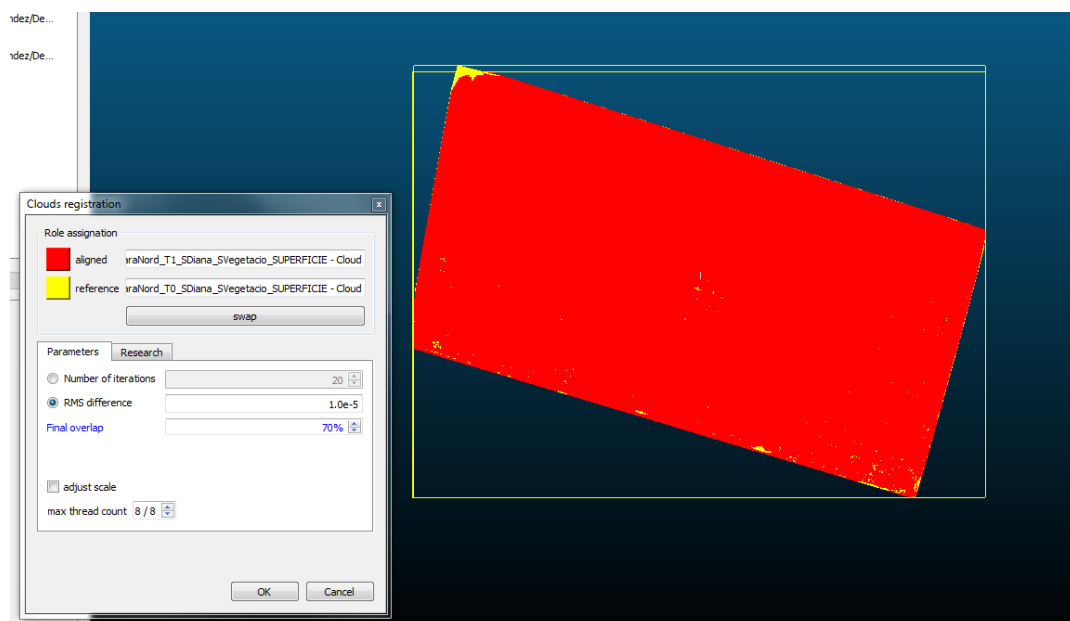 ndez/De...
ndez/De...
Clouds registration
x
Role assignation
aligned araNord_T1_SDiana_SVegetacio_SUPERFICIE - Cloud
reference araNord_T0_SDiana_SVegetacio_SUPERFICIE - Cloud
swap
Parameters Research
Number of iterations 20
RMS difference 1.0e-5
Final overlap 70%
adjust scale
max thread count 8 / 8
OK Cancel